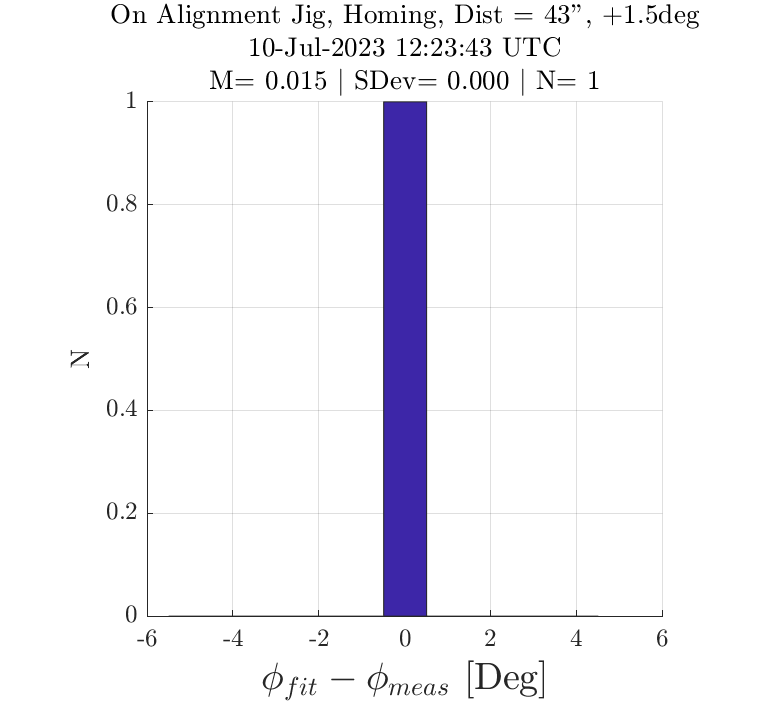 On Alignment Jig, Homing, Dist = 43”, +1.5deg
10-Jul-2023 12:23:43 UTC
M= 0.015 | SDev= 0.000 | N= 1
1
0.8
0.6
0.4
0.2
0
N
-6 -4 -2 0 2 4 6
ϕfit − ϕmeas [Deg]